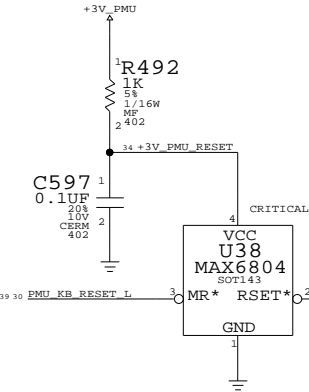 +3V_PMU
1
R492
1K
5%
1/16W
MF
402
2
34 +3V_PMU_RESET
C597
1
0.1UF
20%
10V
CERM
402
2
CRITICAL
4
VCC
U38
MAX6804
SOT143
39 30 PMU_KB_RESET_L
3 MR* RSET* 2
GND
1